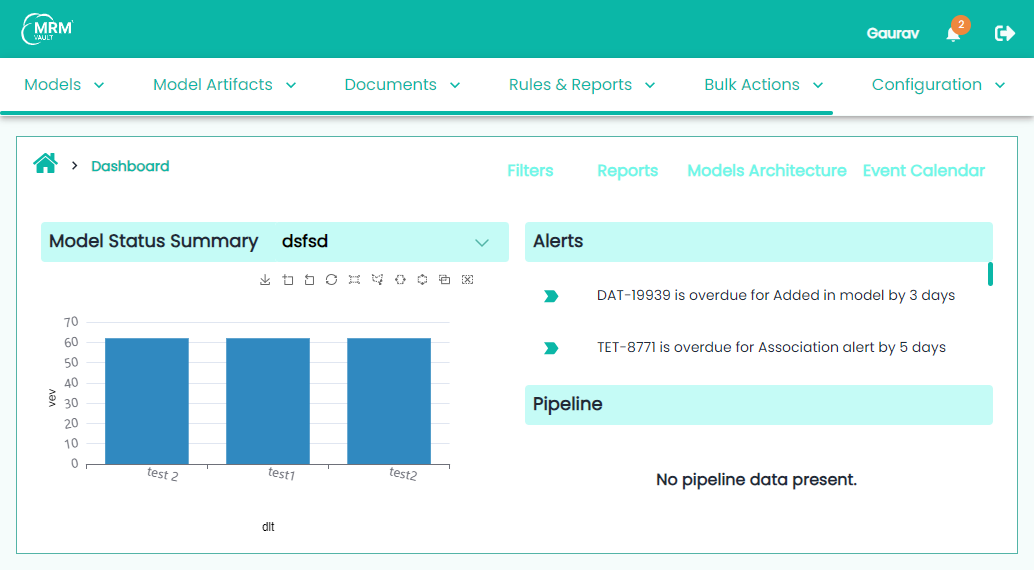 MRM
VAULT
Gaurav
2
Models
Model Artifacts
Documents
Rules & Reports
Bulk Actions
Configuration
Dashboard
Filters
Reports
Models Architecture
Event Calendar
Model Status Summary
dsfsd
70
60
50
40
30
20
10
0
vev
test 2
test1
test2
dlt
Alerts
DAT-19939 is overdue for Added in model by 3 days
TET-8771 is overdue for Association alert by 5 days
Pipeline
No pipeline data present.